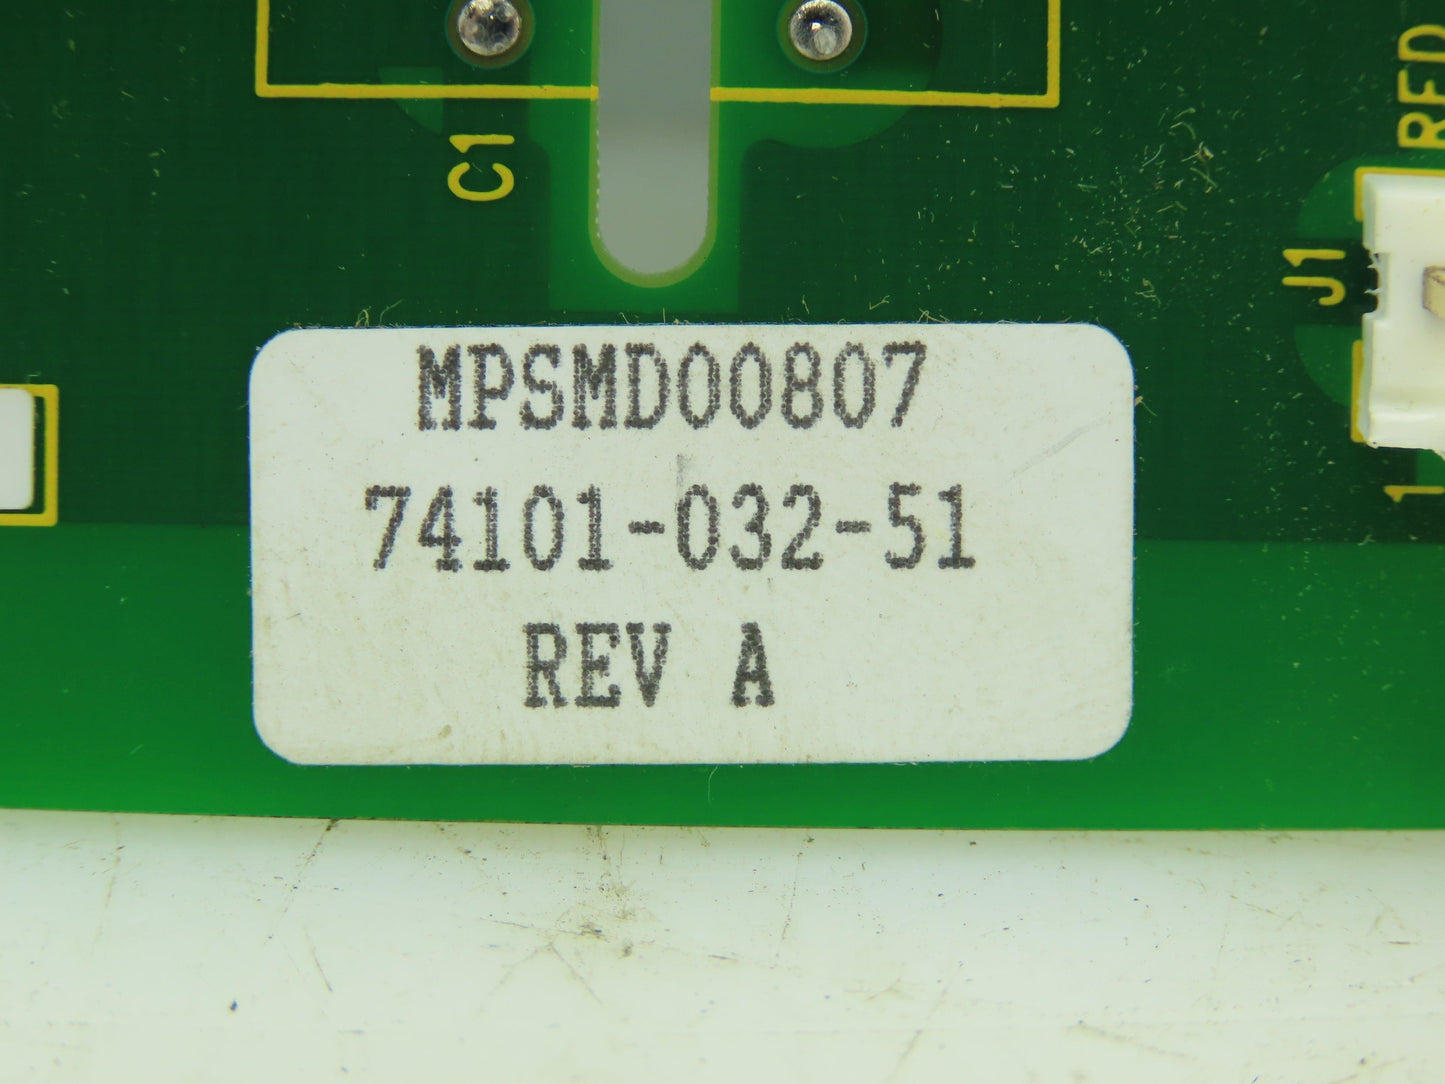 C1
RED
J1
1
MPSMD00807
74101-032-51
REV A